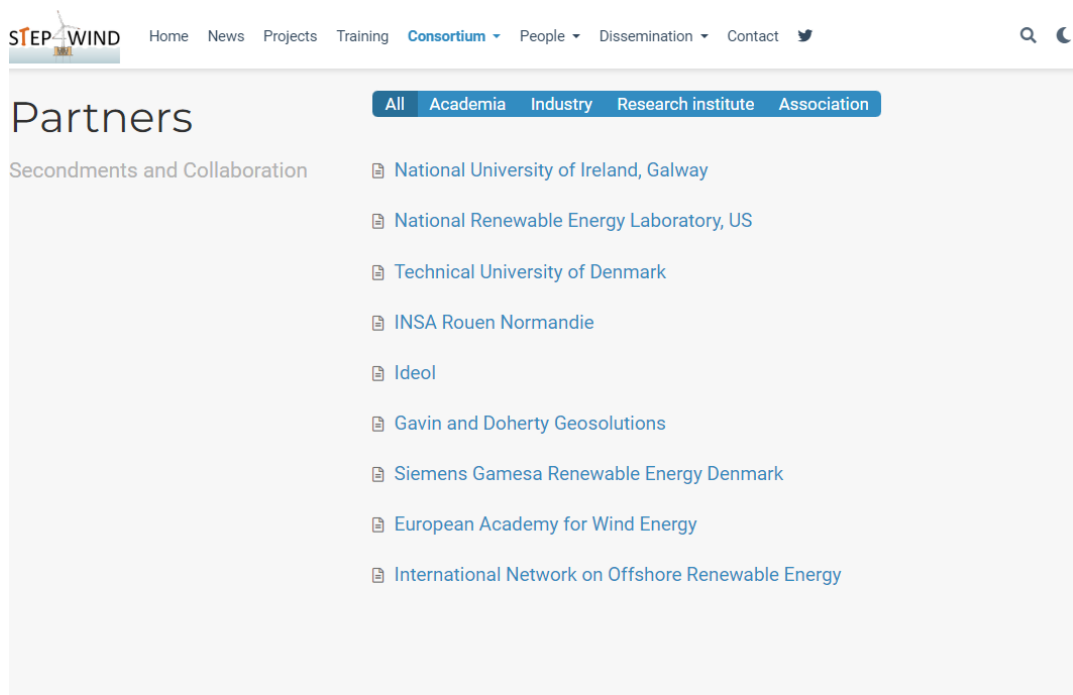 STEP4WIND
Home News Projects Training Consortium People Dissemination Contact
Partners
Secondments and Collaboration
All Academia Industry Research institute Association
National University of Ireland, Galway
National Renewable Energy Laboratory, US
Technical University of Denmark
INSA Rouen Normandie
Ideol
Gavin and Doherty Geosolutions
Siemens Gamesa Renewable Energy Denmark
European Academy for Wind Energy
International Network on Offshore Renewable Energy